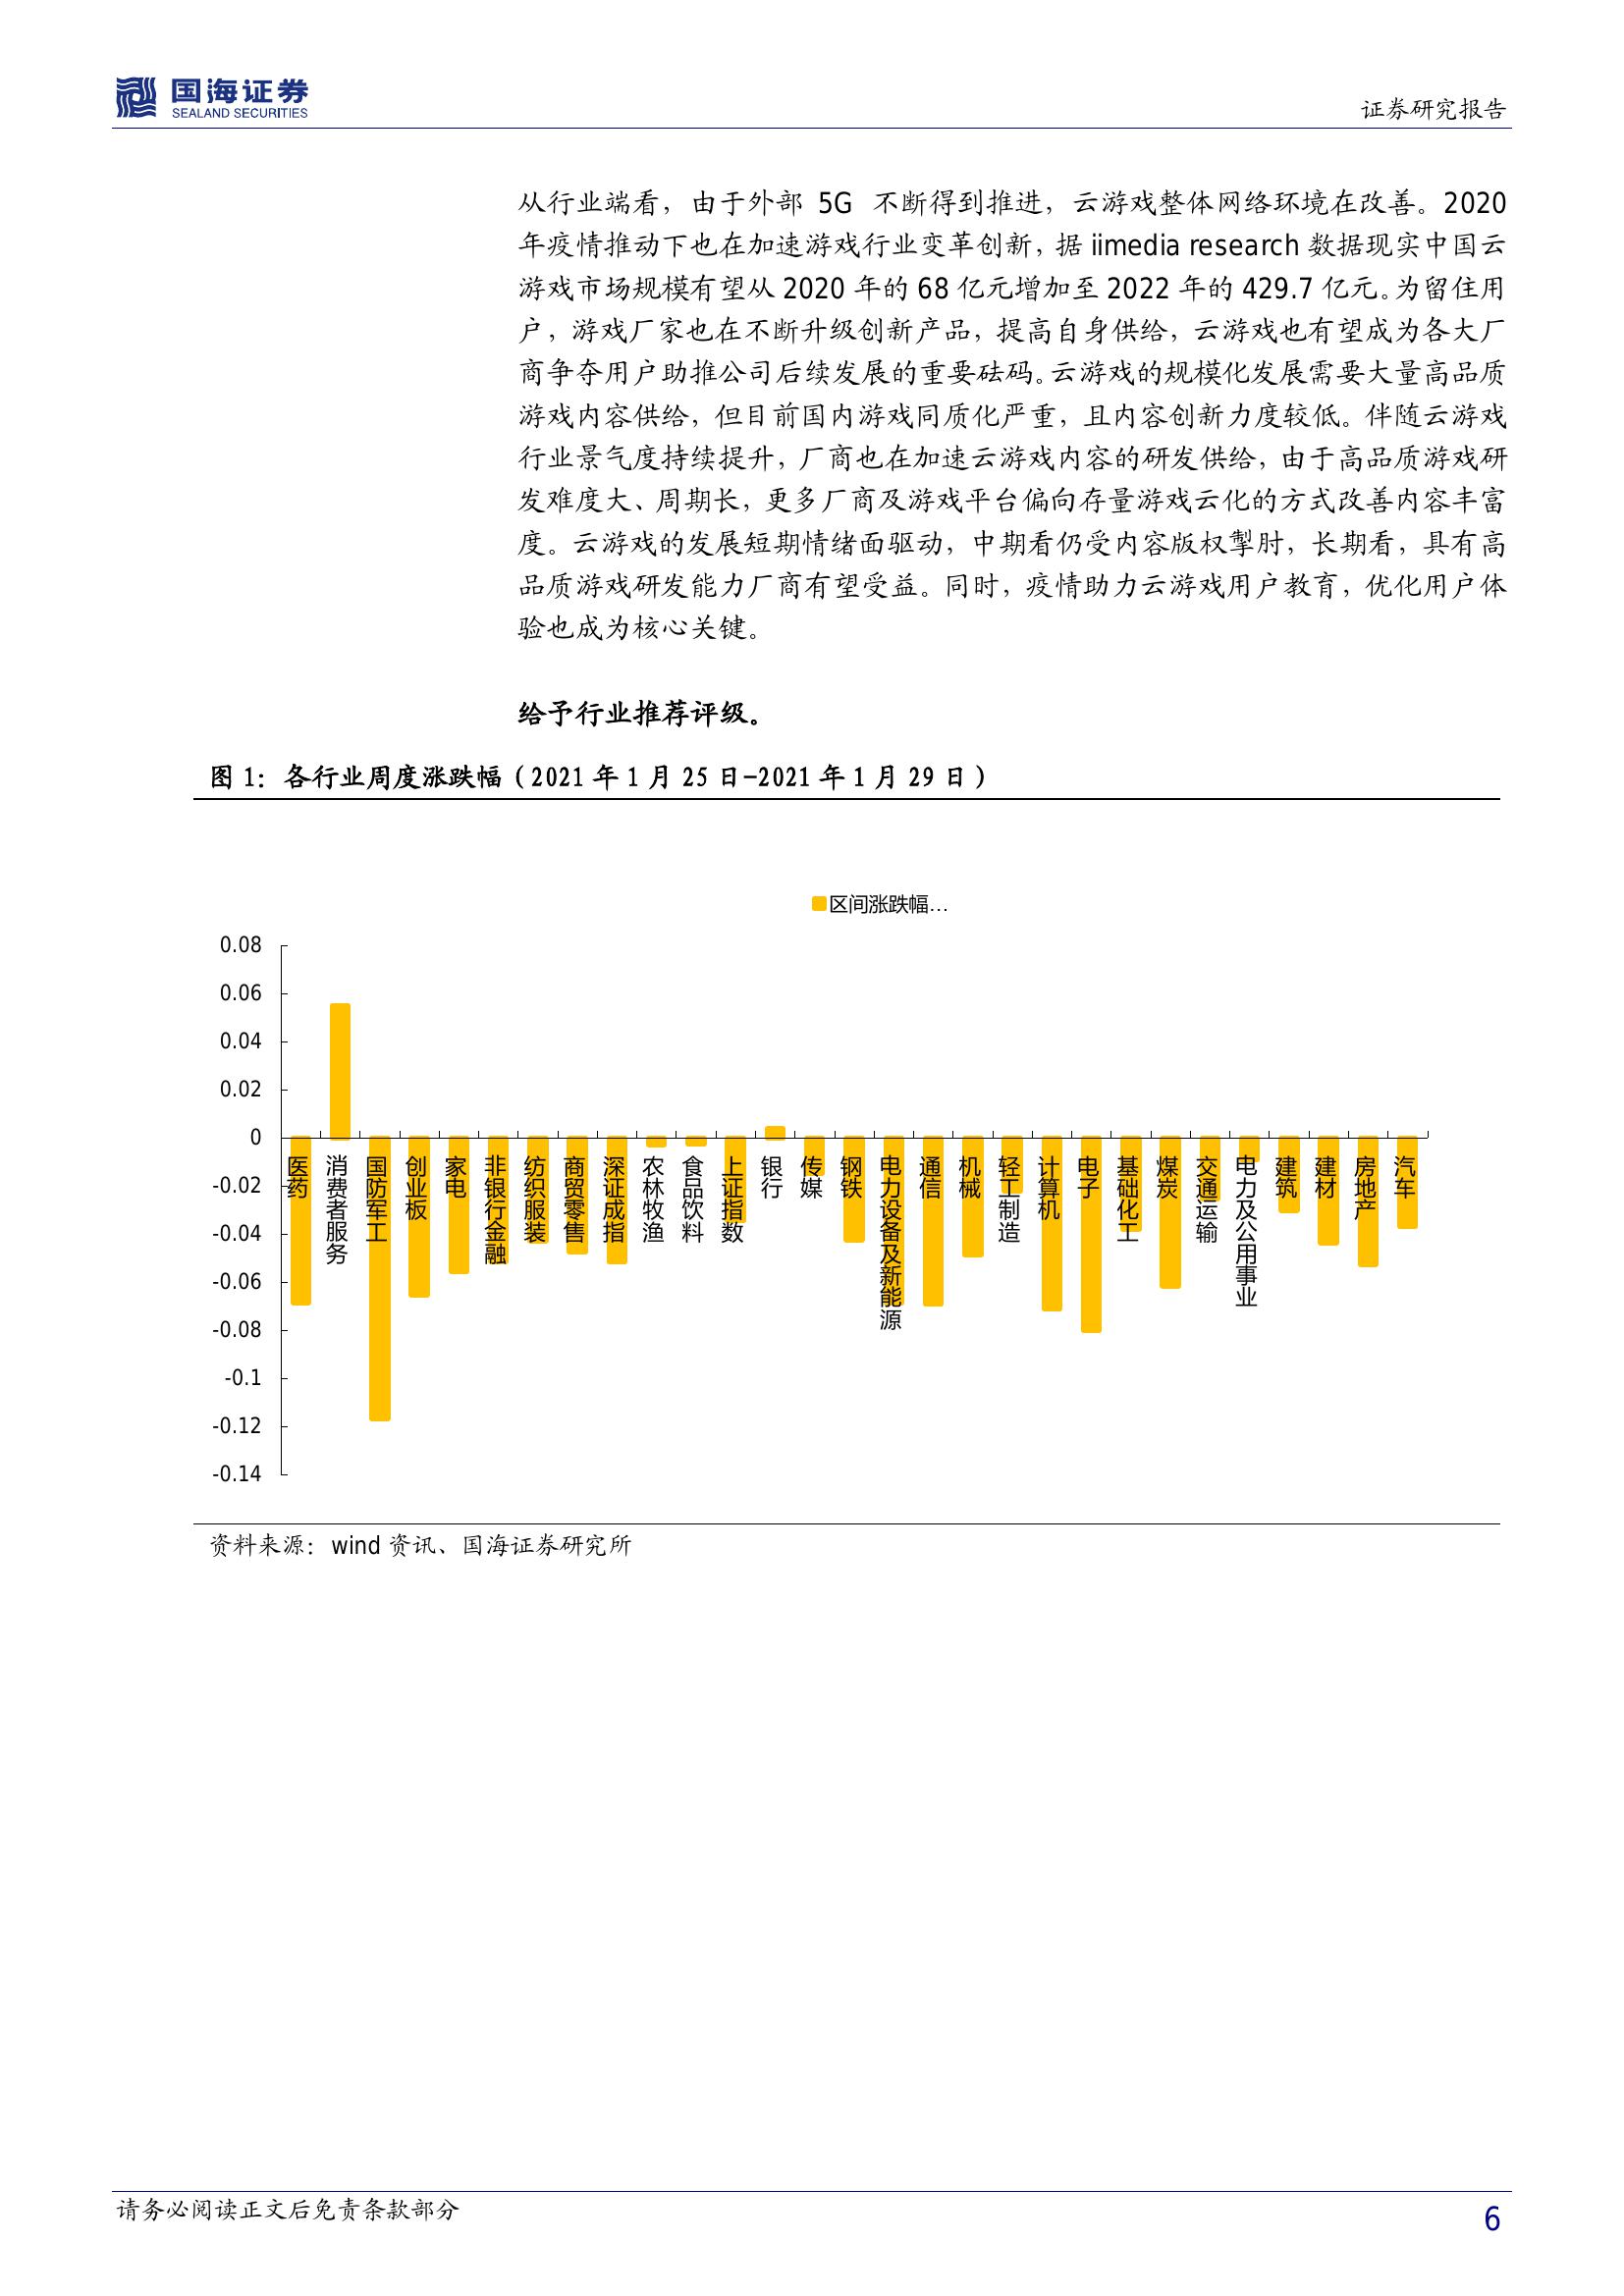 国海证券
SEALAND SECURITIES
证券研究报告
从行业端看，由于外部 5G 不断得到推进，云游戏整体网络环境在改善。2020
年疫情推动下也在加速游戏行业变革创新，据 iimedia research 数据现实中国云
游戏市场规模有望从 2020 年的 68 亿元增加至 2022 年的 429.7 亿元。为留住用
户，游戏厂家也在不断升级创新产品，提高自身供给，云游戏也有望成为各大厂
商争夺用户助推公司后续发展的重要砝码。云游戏的规模化发展需要大量高品质
游戏内容供给，但目前国内游戏同质化严重，且内容创新力度较低。伴随云游戏
行业景气度持续提升，厂商也在加速云游戏内容的研发供给，由于高品质游戏研
发难度大、周期长，更多厂商及游戏平台偏向存量游戏云化的方式改善内容丰富
度。云游戏的发展短期情绪面驱动，中期看仍受内容版权掣肘，长期看，具有高
品质游戏研发能力厂商有望受益。同时，疫情助力云游戏用户教育，优化用户体
验也成为核心关键。
给予行业推荐评级。
图 1：各行业周度涨跌幅（2021 年 1 月 25 日-2021 年 1 月 29 日）
区间涨跌幅...
0.08
0.06
0.04
0.02
0
-0.02
-0.04
-0.06
-0.08
-0.1
-0.12
-0.14
医药
消费者服务
国防军工
创业板
家电
非银行金融
纺织服装
商贸零售
深证成指
农林牧渔
食品饮料
上证指数
银行
传媒
钢铁
电力设备及新能源
通信
机械
轻工制造
计算机
电子
基础化工
煤炭
交通运输
电力及公用事业
建筑
建材
房地产
汽车
资料来源：wind 资讯、国海证券研究所
请务必阅读正文后免责条款部分
6